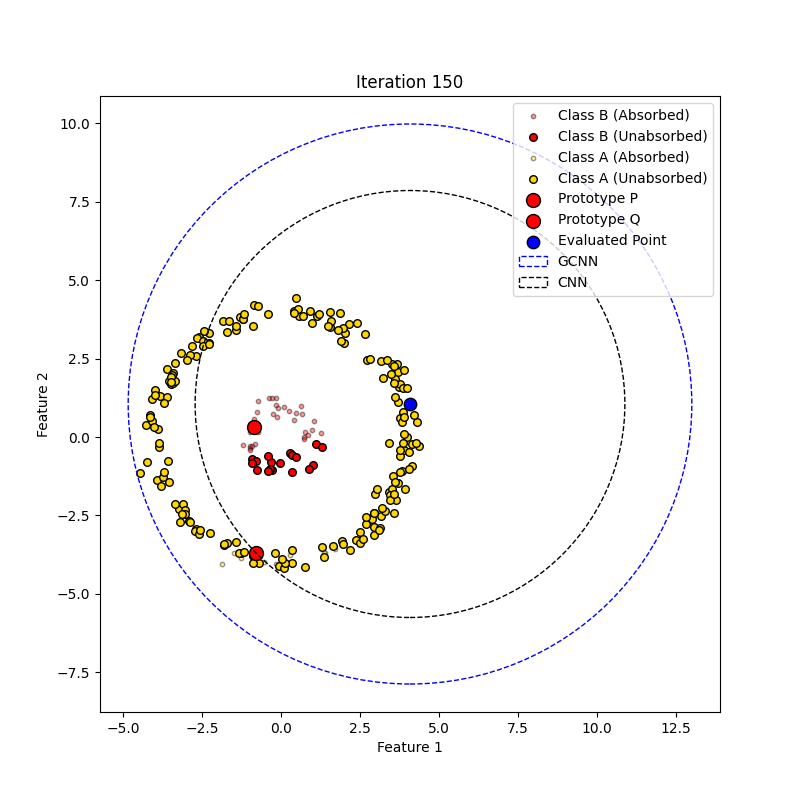 Iteration 150
Class B (Absorbed)
Class B (Unabsorbed)
Class A (Absorbed)
Class A (Unabsorbed)
Prototype P
Prototype Q
Evaluated Point
GCNN
CNN
10.0
7.5
5.0
2.5
0.0
−2.5
−5.0
−7.5
Feature 2
−5.0 −2.5 0.0 2.5 5.0 7.5 10.0 12.5
Feature 1